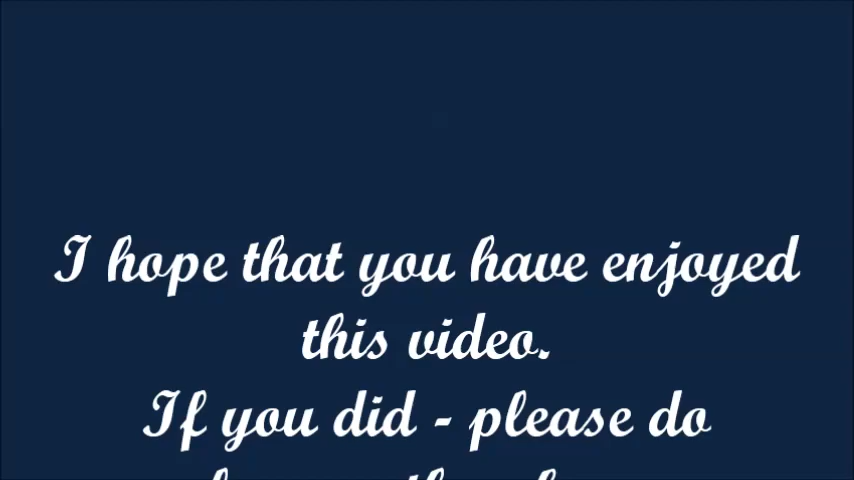 I hope that you have enjoyed
this video.
If you did - please do